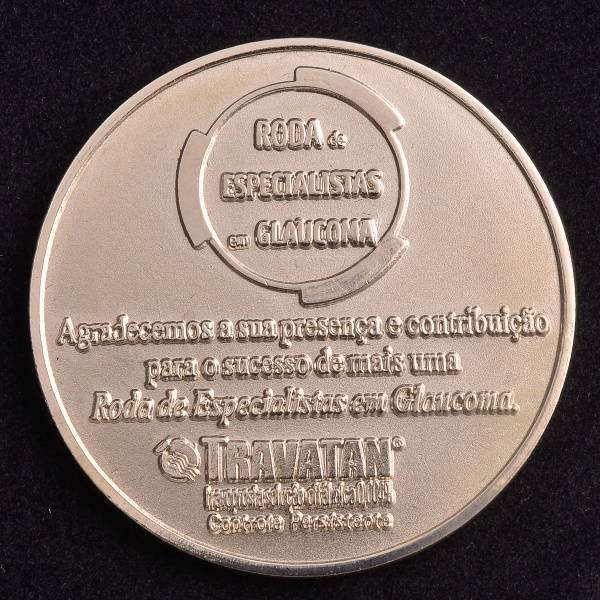 RODA de
ESPECIALISTAS
em GLAUCOMA
Agradecemos a sua presença e contribuição
para o sucesso de mais uma
Roda de Especialistas em Glaucoma.
TRAVATAN®
Controle Persistente